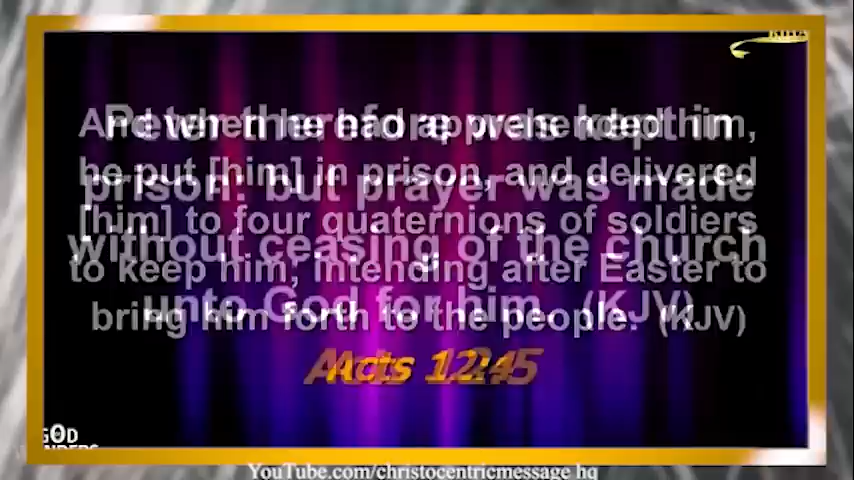 And when he had apprehended him,
he put [him] in prison, and delivered
[him] to four quaternions of soldiers
to keep him; intending after Easter to
bring him forth to the people. (KJV)
Acts 12:4
Peter therefore was kept in
prison: but prayer was made
without ceasing of the church
unto God for him. (KJV)
Acts 12:5
GOD
YouTube.com/christocentricmessage hq